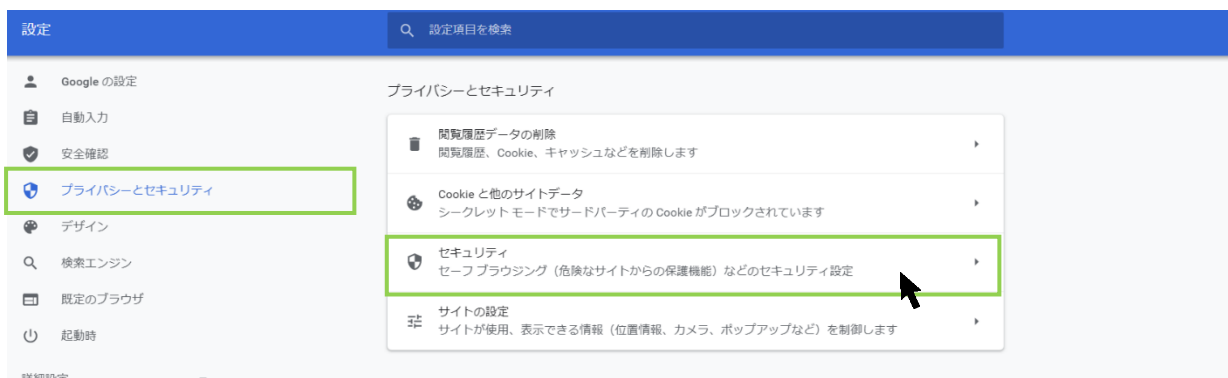 設定
設定項目を検索
Google の設定
自動入力
安全確認
プライバシーとセキュリティ
デザイン
検索エンジン
既定のブラウザ
起動時
プライバシーとセキュリティ
閲覧履歴データの削除
閲覧履歴、Cookie、キャッシュなどを削除します
Cookie と他のサイトデータ
シークレット モードでサードパーティの Cookie がブロックされています
セキュリティ
セーフ ブラウジング（危険なサイトからの保護機能）などのセキュリティ設定
サイトの設定
サイトが使用、表示できる情報（位置情報、カメラ、ポップアップなど）を制御します